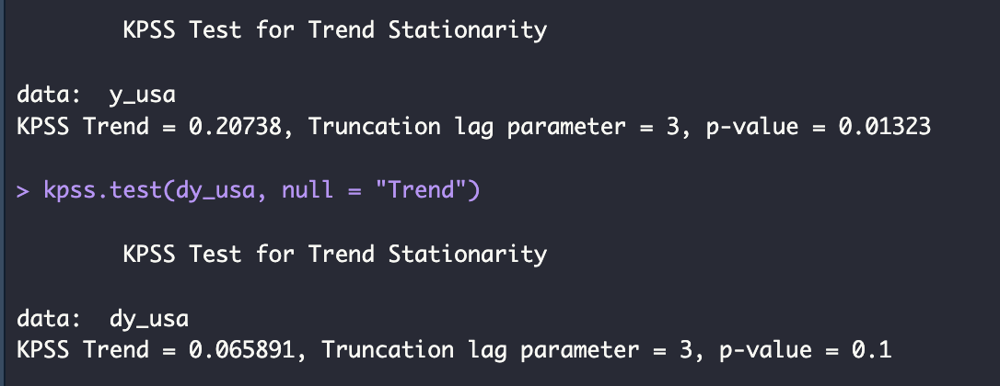 KPSS Test for Trend Stationarity
data:  y_usa
KPSS Trend = 0.20738, Truncation lag parameter = 3, p-value = 0.01323
> kpss.test(dy_usa, null = "Trend")
KPSS Test for Trend Stationarity
data:  dy_usa
KPSS Trend = 0.065891, Truncation lag parameter = 3, p-value = 0.1